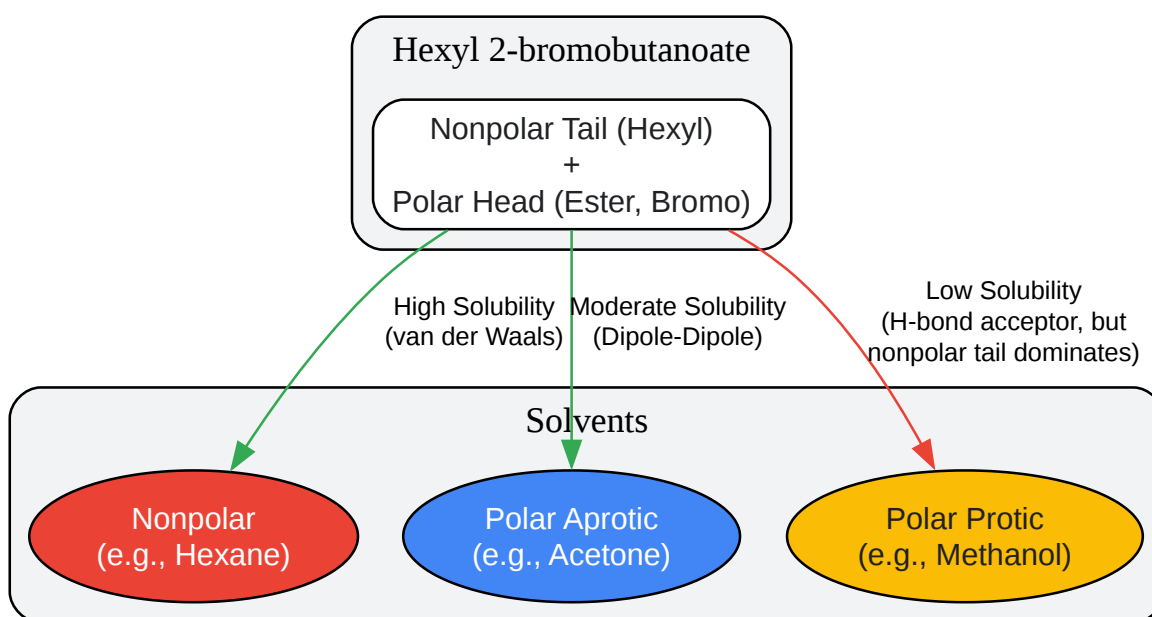 Hexyl 2-bromobutanoate
Nonpolar Tail (Hexyl)
+
Polar Head (Ester, Bromo)
High Solubility
(van der Waals)
Moderate Solubility
(Dipole-Dipole)
Low Solubility
(H-bond acceptor, but
nonpolar tail dominates)
Solvents
Nonpolar
(e.g., Hexane)
Polar Aprotic
(e.g., Acetone)
Polar Protic
(e.g., Methanol)